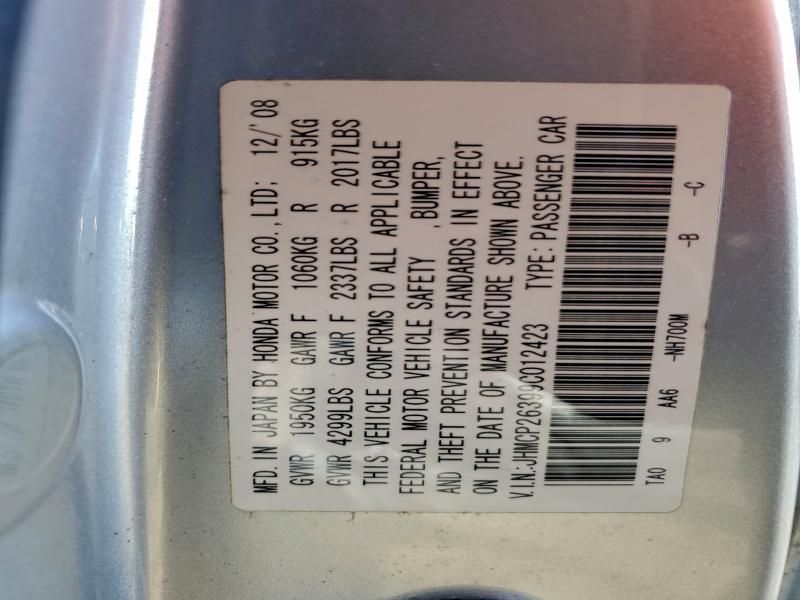 MFD. IN JAPAN BY HONDA MOTOR CO., LTD; 12/'08
GVWR 1950KG GAWR F 1060KG R 915KG
GVWR 4299LBS GAWR F 2337LBS R 2017LBS
THIS VEHICLE CONFORMS TO ALL APPLICABLE
FEDERAL MOTOR VEHICLE SAFETY , BUMPER,
AND THEFT PREVENTION STANDARDS IN EFFECT
ON THE DATE OF MANUFACTURE SHOWN ABOVE.
V.I.N.:JHMCP26399C012423 TYPE: PASSENGER CAR
TA0 9 AA6 -NH700M -B -C